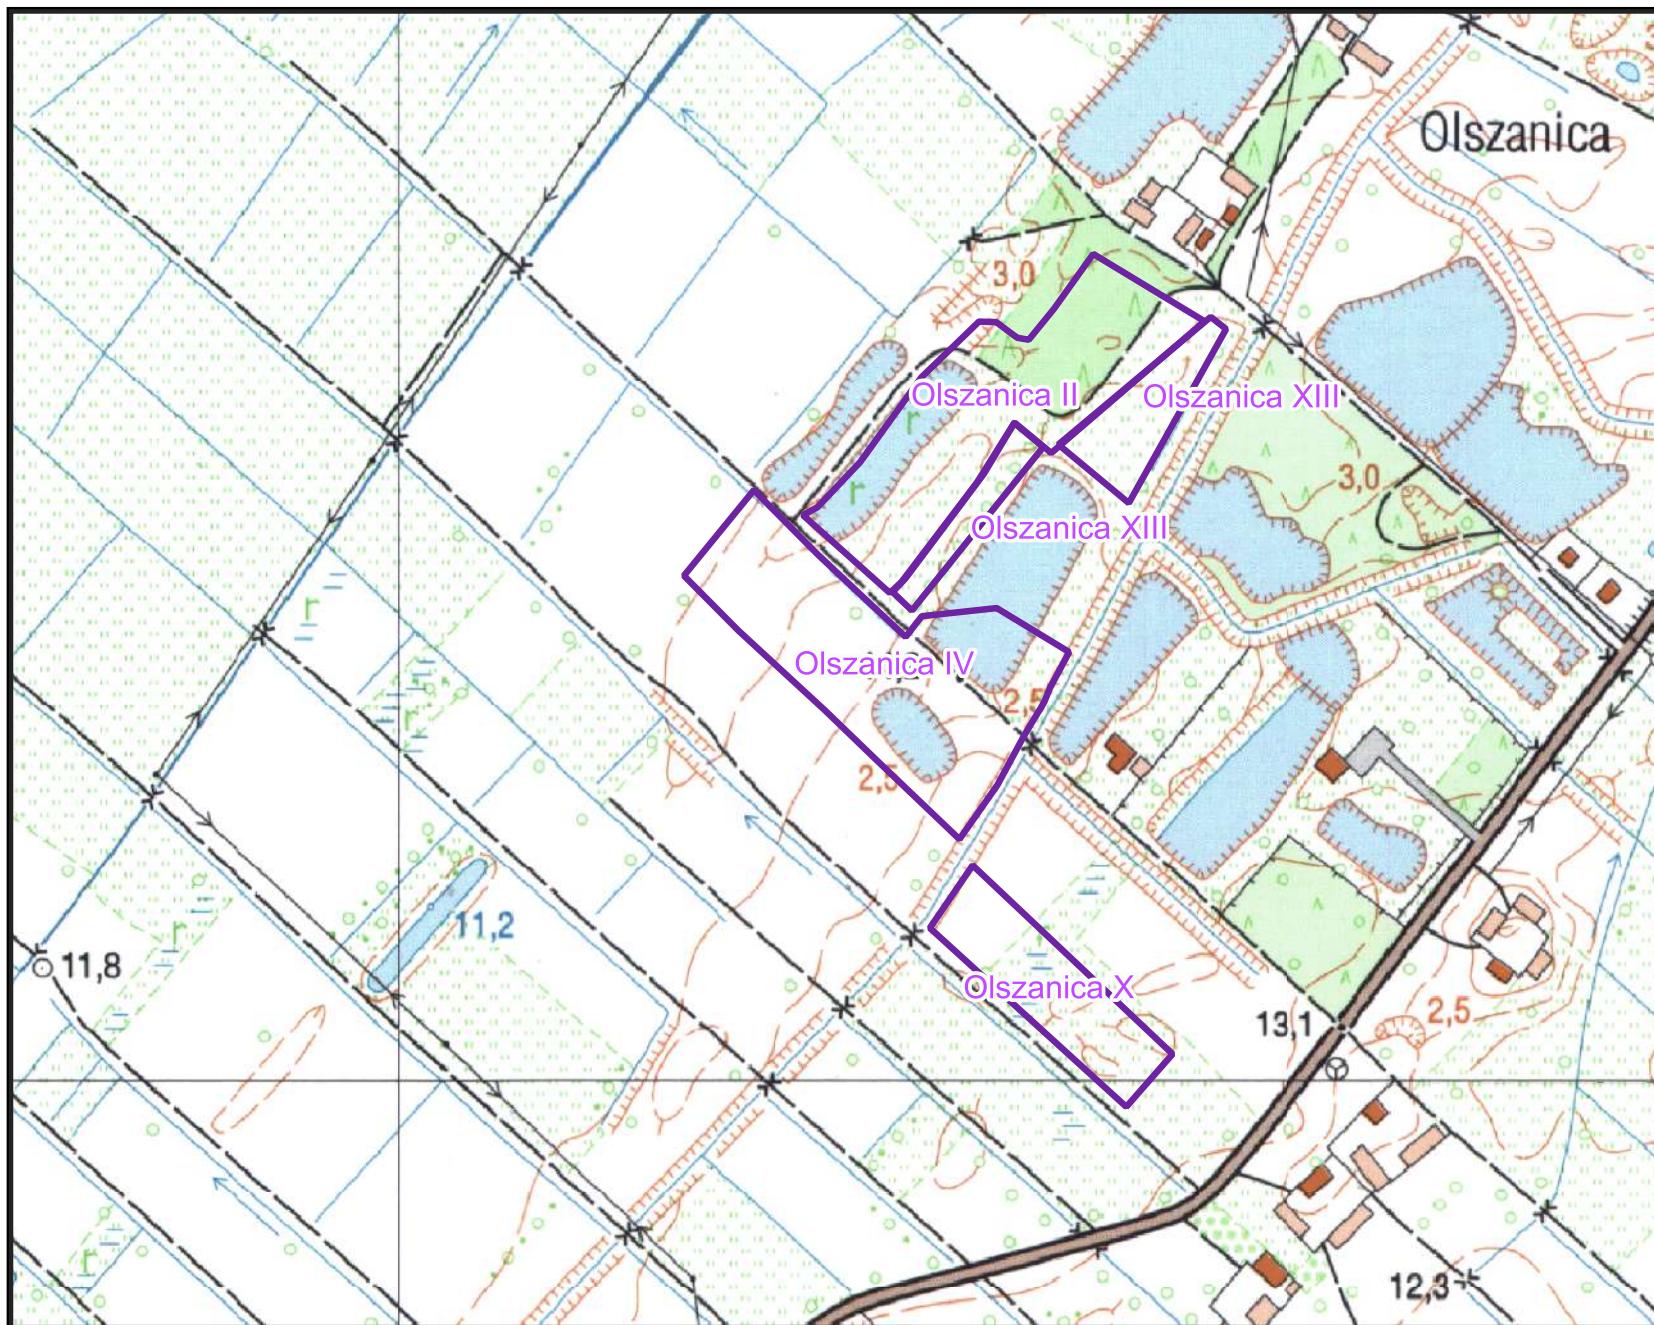 Olszanica
3,0
Olszanica II
Olszanica XIII
r
3,0
r
Olszanica XIII
r
Olszanica IV
2,5
r
2,5
11,2
r
11,8
Olszanica X
2,5
13,1
r
12,3